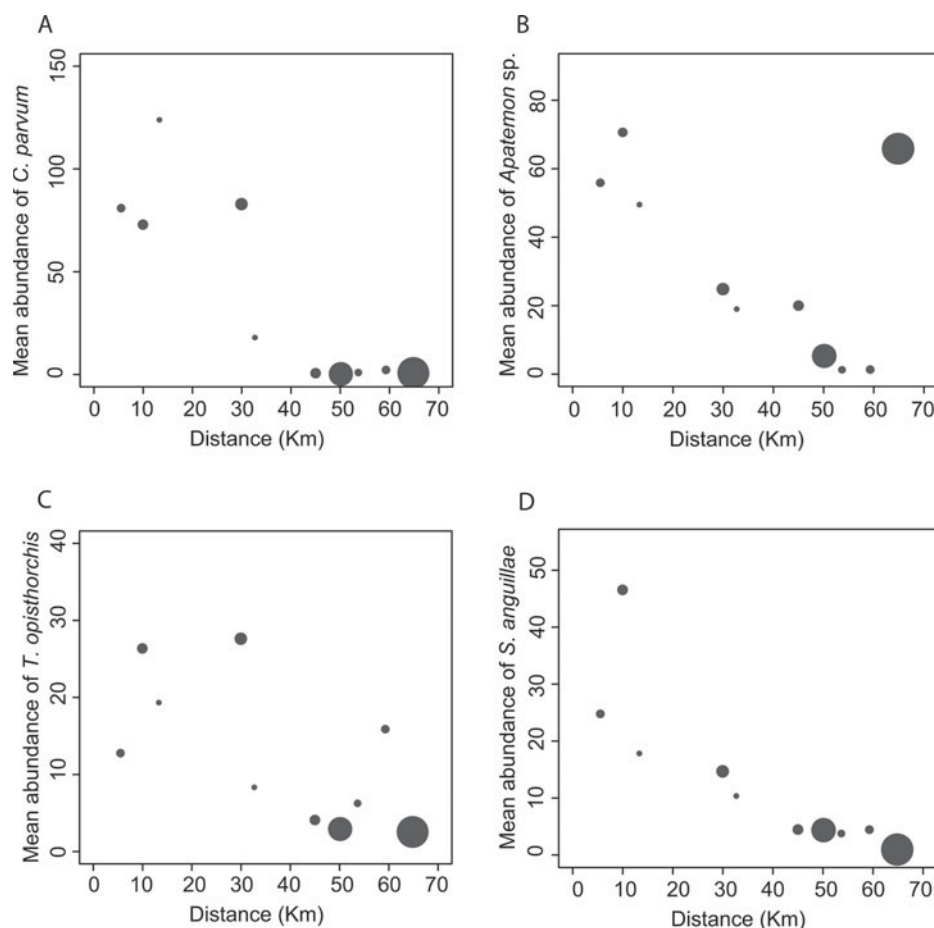 A
Mean abundance of C. parvum
150
100
50
0
0 10 20 30 40 50 60 70
Distance (Km)
B
Mean abundance of Apatemon sp.
80
60
40
20
0
0 10 20 30 40 50 60 70
Distance (Km)
C
Mean abundance of T. opisthorchis
40
30
20
10
0
0 10 20 30 40 50 60 70
Distance (Km)
D
Mean abundance of S. anguillae
50
40
30
20
10
0
0 10 20 30 40 50 60 70
Distance (Km)